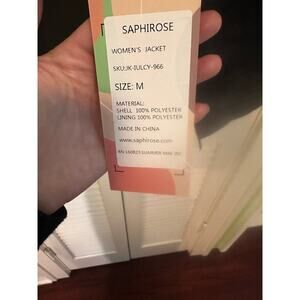 SAPHIROSE
WOMEN'S JACKET
SKU:JK-IULCY-966
SIZE: M
MATERIAL:
SHELL 100% POLYESTER
LINING 100% POLYESTER
MADE IN CHINA
www.saphirose.com